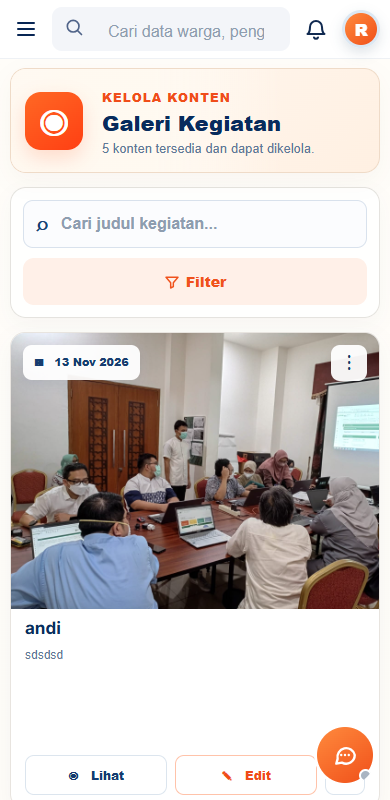 Cari data warga, peng
R
KELOLA KONTEN
Galeri Kegiatan
5 konten tersedia dan dapat dikelola.
Cari judul kegiatan...
Filter
13 Nov 2026
andi
sdsdsd
Lihat
Edit